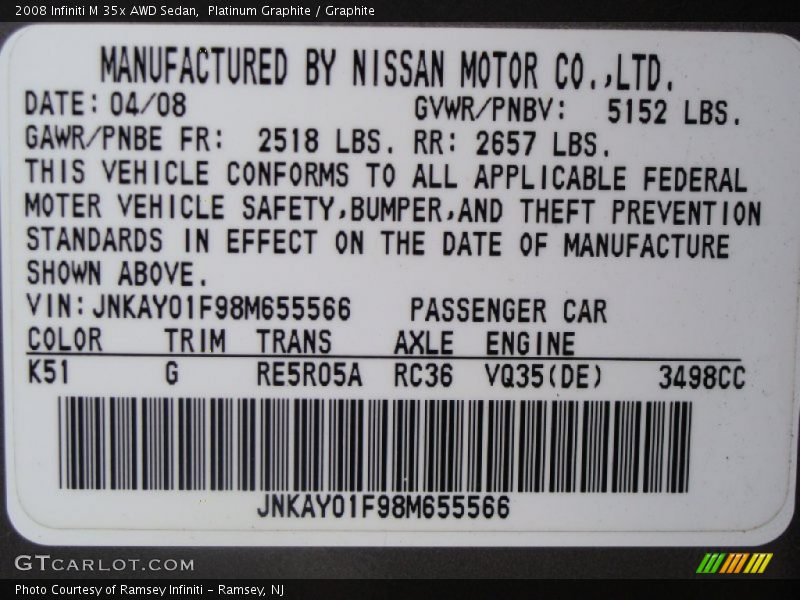 2008 Infiniti M 35x AWD Sedan,  Platinum Graphite / Graphite
MANUFACTURED BY NISSAN MOTOR CO.,LTD.
DATE: 04/08 GVWR/PNBV: 5152 LBS.
GAWR/PNBE FR: 2518 LBS. RR: 2657 LBS.
THIS VEHICLE CONFORMS TO ALL APPLICABLE FEDERAL
MOTER VEHICLE SAFETY,BUMPER,AND THEFT PREVENTION
STANDARDS IN EFFECT ON THE DATE OF MANUFACTURE
SHOWN ABOVE.
VIN: JNKAY01F98M655566 PASSENGER CAR
COLOR TRIM TRANS AXLE ENGINE
K51 G RE5R05A RC36 VQ35(DE) 3498CC
JNKAY01F98M655566
GTCARLOT.COM
Photo Courtesy of Ramsey Infiniti - Ramsey, NJ